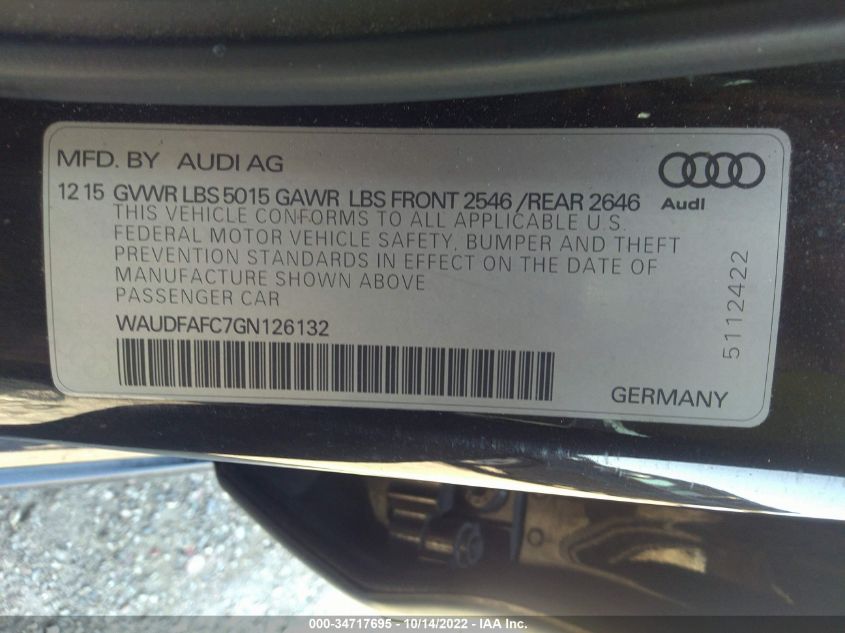 MFD. BY AUDI AG
12 15 GVWR LBS 5015 GAWR LBS FRONT 2546 /REAR 2646
Audi
THIS VEHICLE CONFORMS TO ALL APPLICABLE U.S.
FEDERAL MOTOR VEHICLE SAFETY, BUMPER AND THEFT
PREVENTION STANDARDS IN EFFECT ON THE DATE OF
MANUFACTURE SHOWN ABOVE
PASSENGER CAR
WAUDFAFC7GN126132
5112422
GERMANY
000-34717695 - 10/14/2022 - IAA Inc.